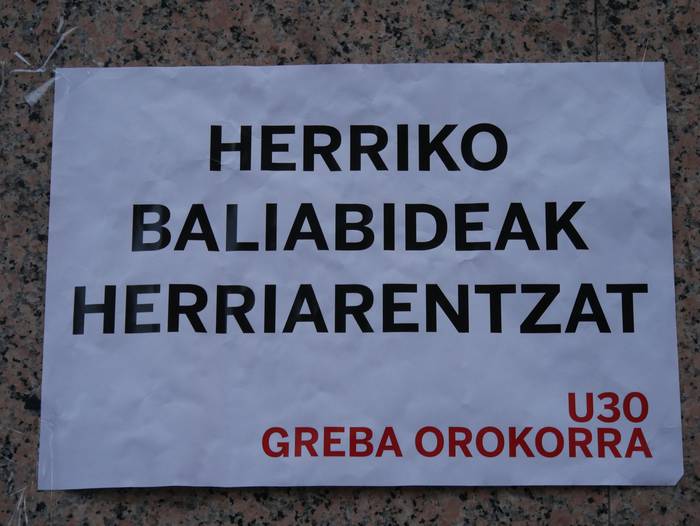 HERRIKO
BALIABIDEAK
HERRIARENTZAT
U30
GREBA OROKORRA